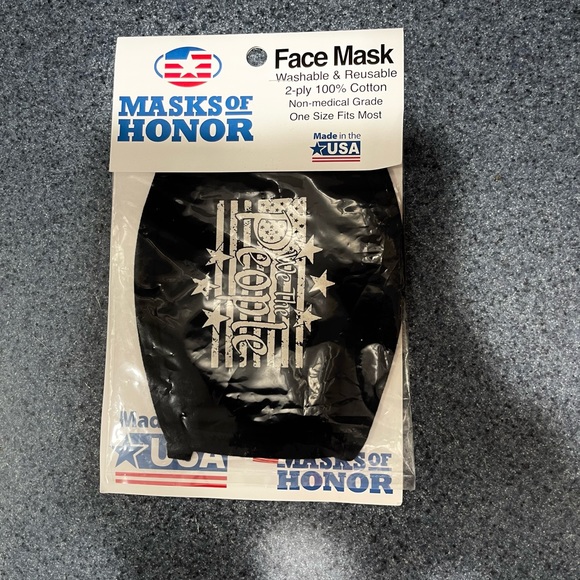 MASKS OF
HONOR
Face Mask
Washable & Reusable
2-ply 100% Cotton
Non-medical Grade
One Size Fits Most
Made in the
USA
We The
People
Mad
USA
MASKS OF
HONOR